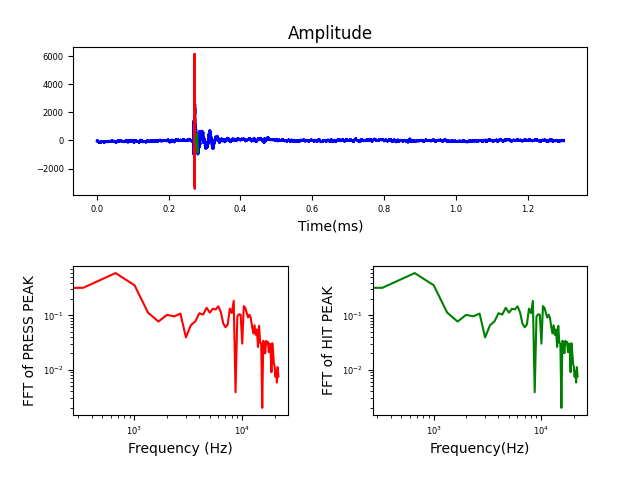 Amplitude
6000
4000
2000
0
−2000
0.0 0.2 0.4 0.6 0.8 1.0 1.2
Time(ms)
FFT of PRESS PEAK
10⁻¹
10⁻²
10³ 10⁴
Frequency (Hz)
FFT of HIT PEAK
10⁻¹
10⁻²
10³ 10⁴
Frequency(Hz)